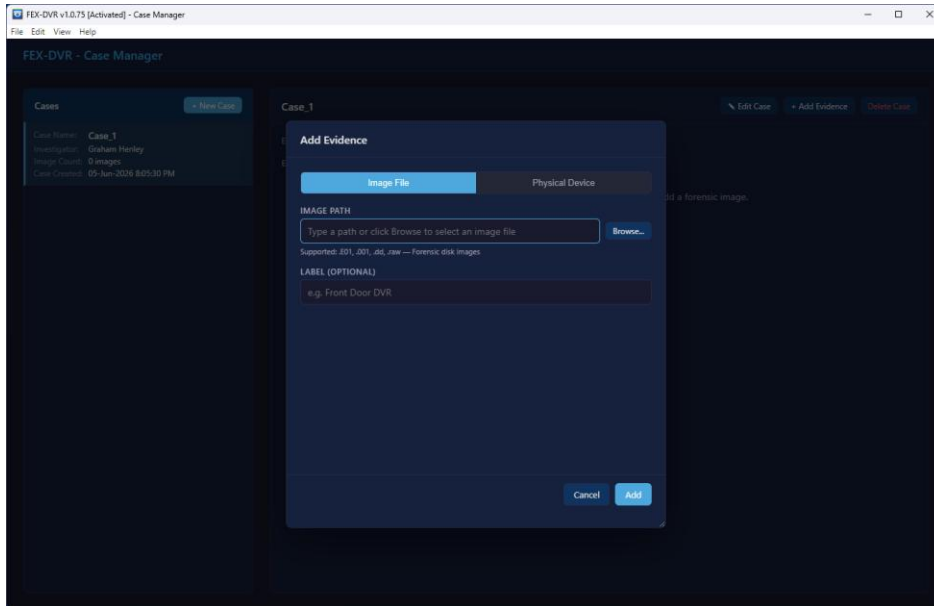 FEX-DVR v1.0.75 [Activated] - Case Manager
File Edit View Help
FEX-DVR - Case Manager
Cases
+ New Case
Case Name: Case_1
Investigator: Graham Henley
Image Count: 0 images
Case Created: 05-Jun-2026 8:05:30 PM
Case_1
Edit Case
+ Add Evidence
Delete Case
add a forensic image.
Add Evidence
Image File
Physical Device
IMAGE PATH
Type a path or click Browse to select an image file
Browse...
Supported: .E01, .001, .dd, .raw — Forensic disk images
LABEL (OPTIONAL)
e.g. Front Door DVR
Cancel
Add